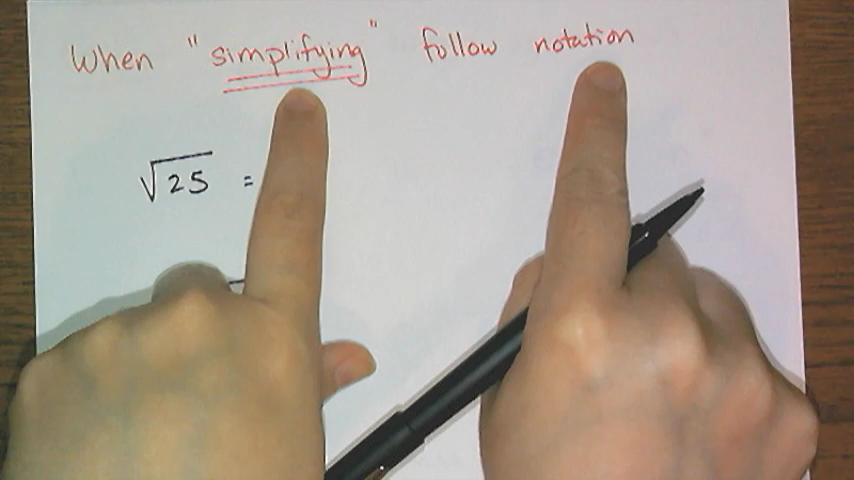 When "simplifying" follow notation
√25 =